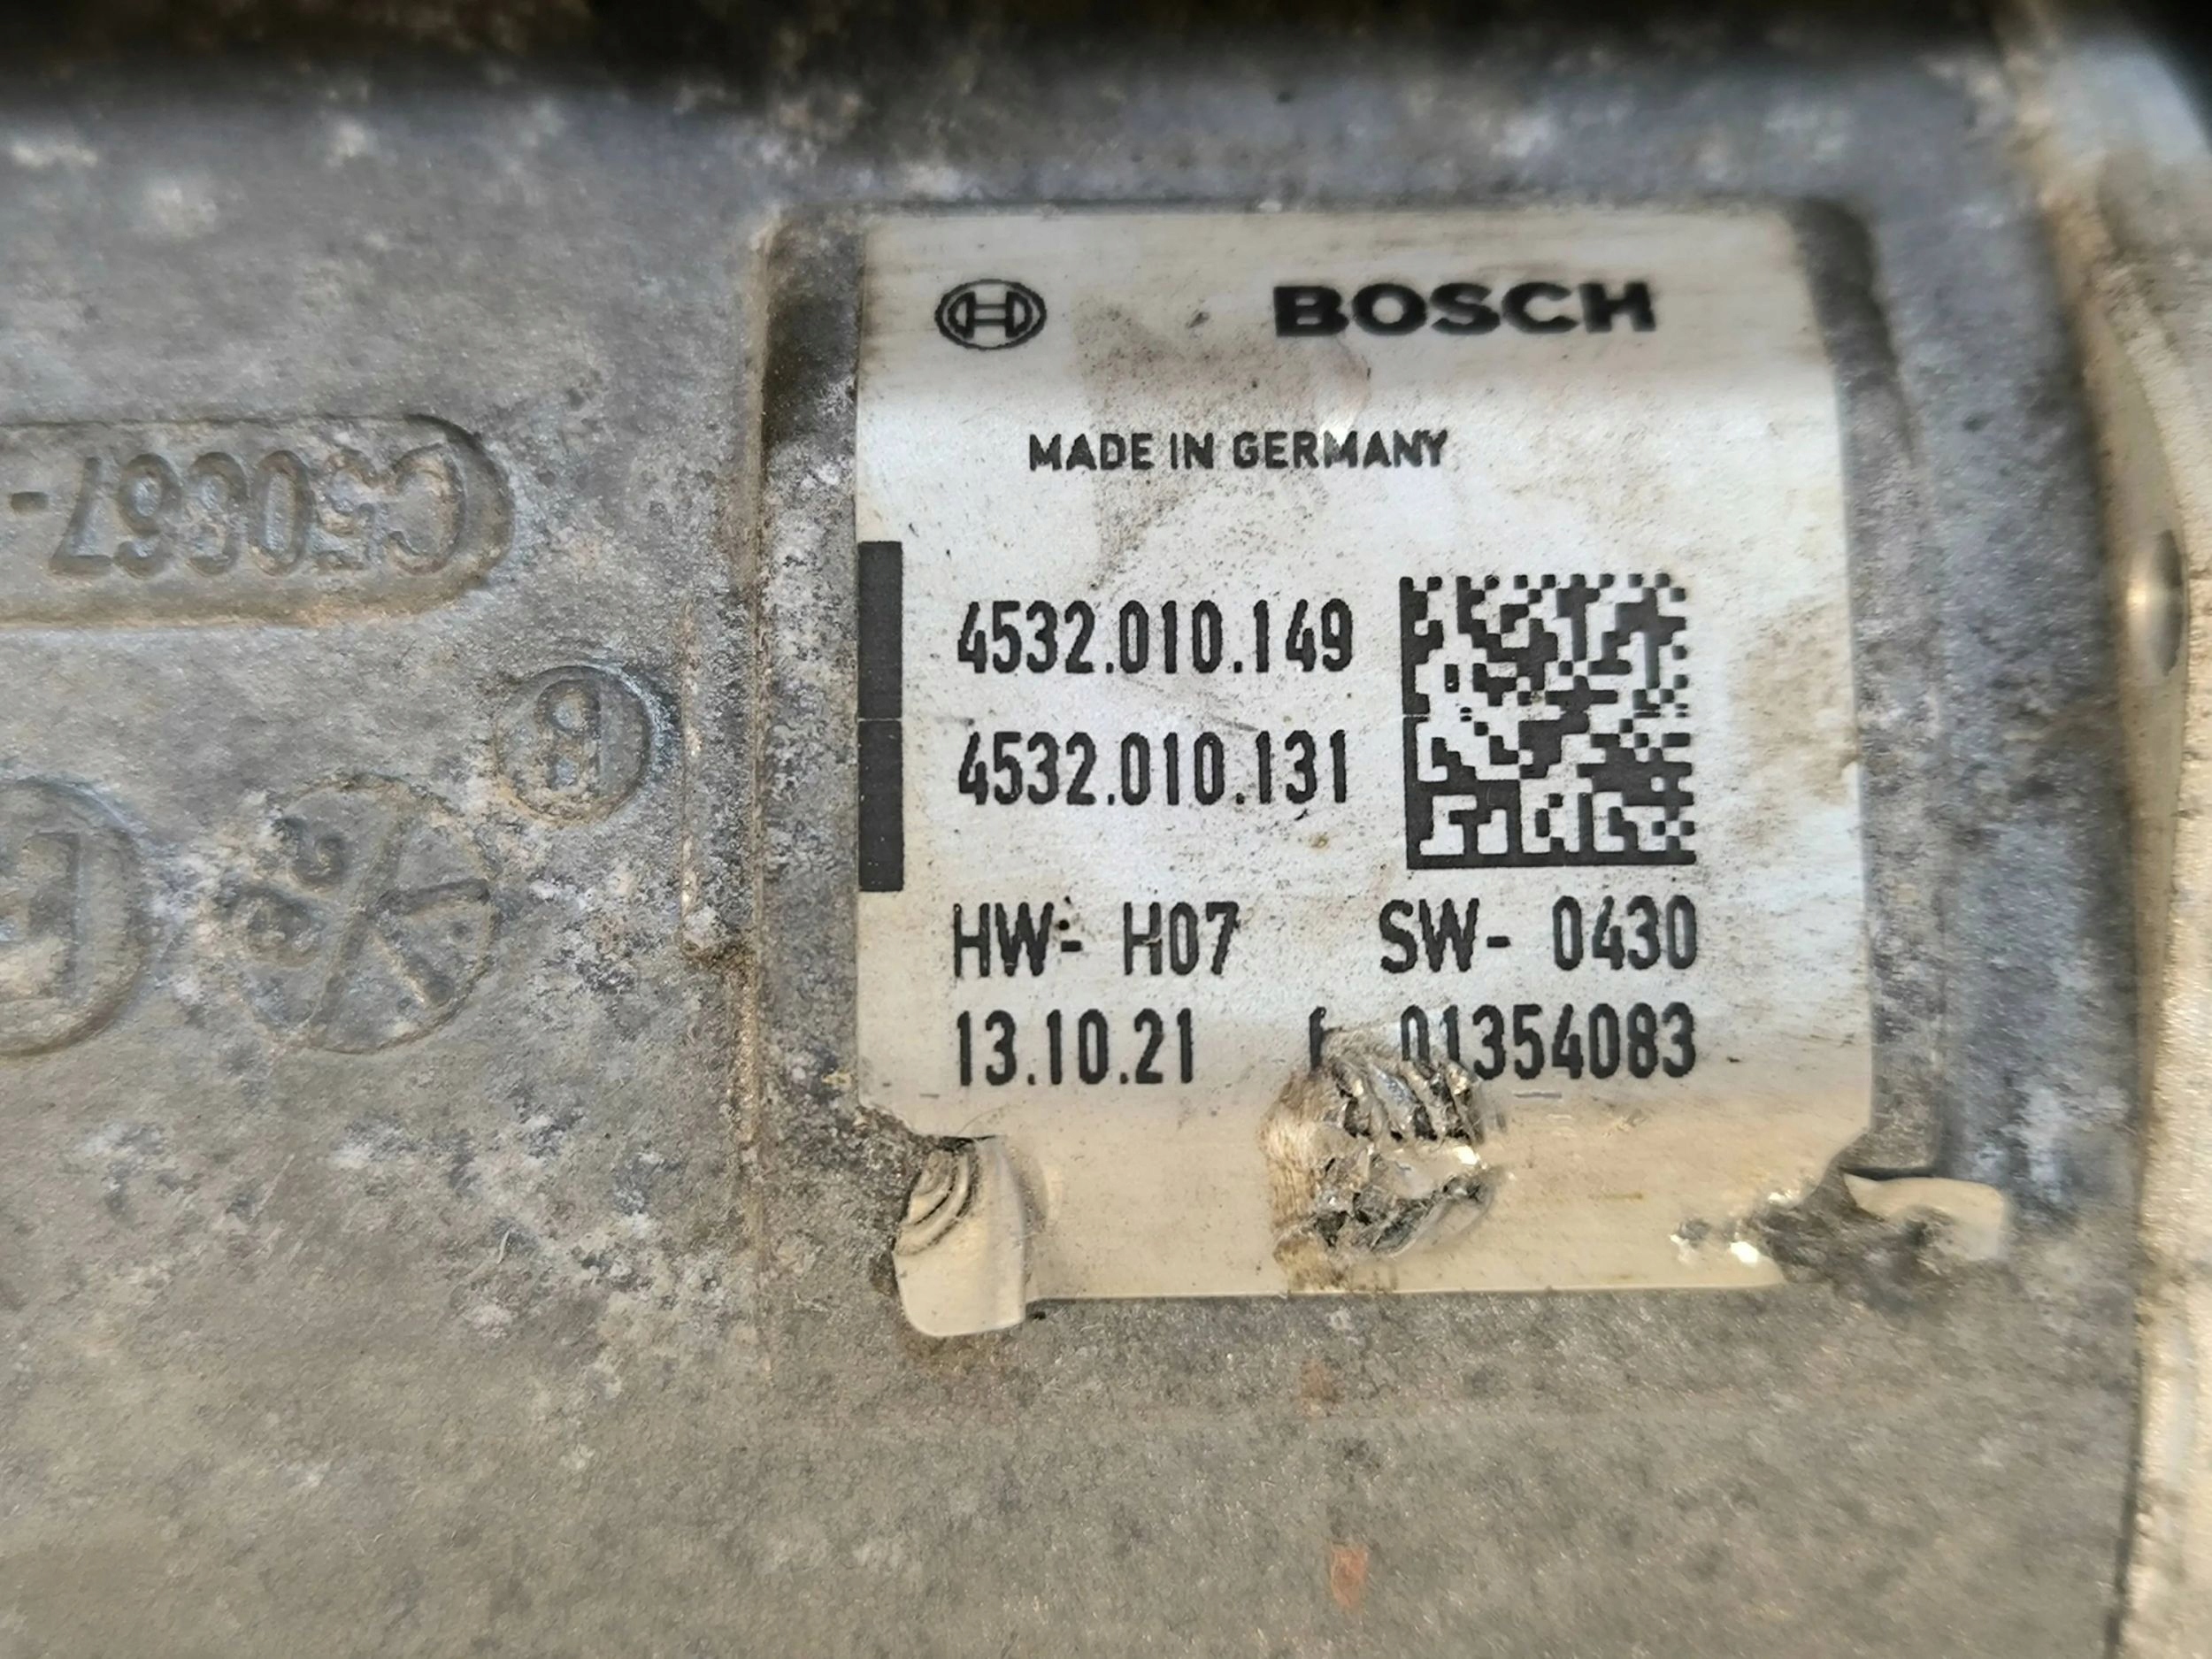 BOSCH
MADE IN GERMANY
4532.010.149
4532.010.131
HW- H07 SW- 0430
13.10.21 01354083